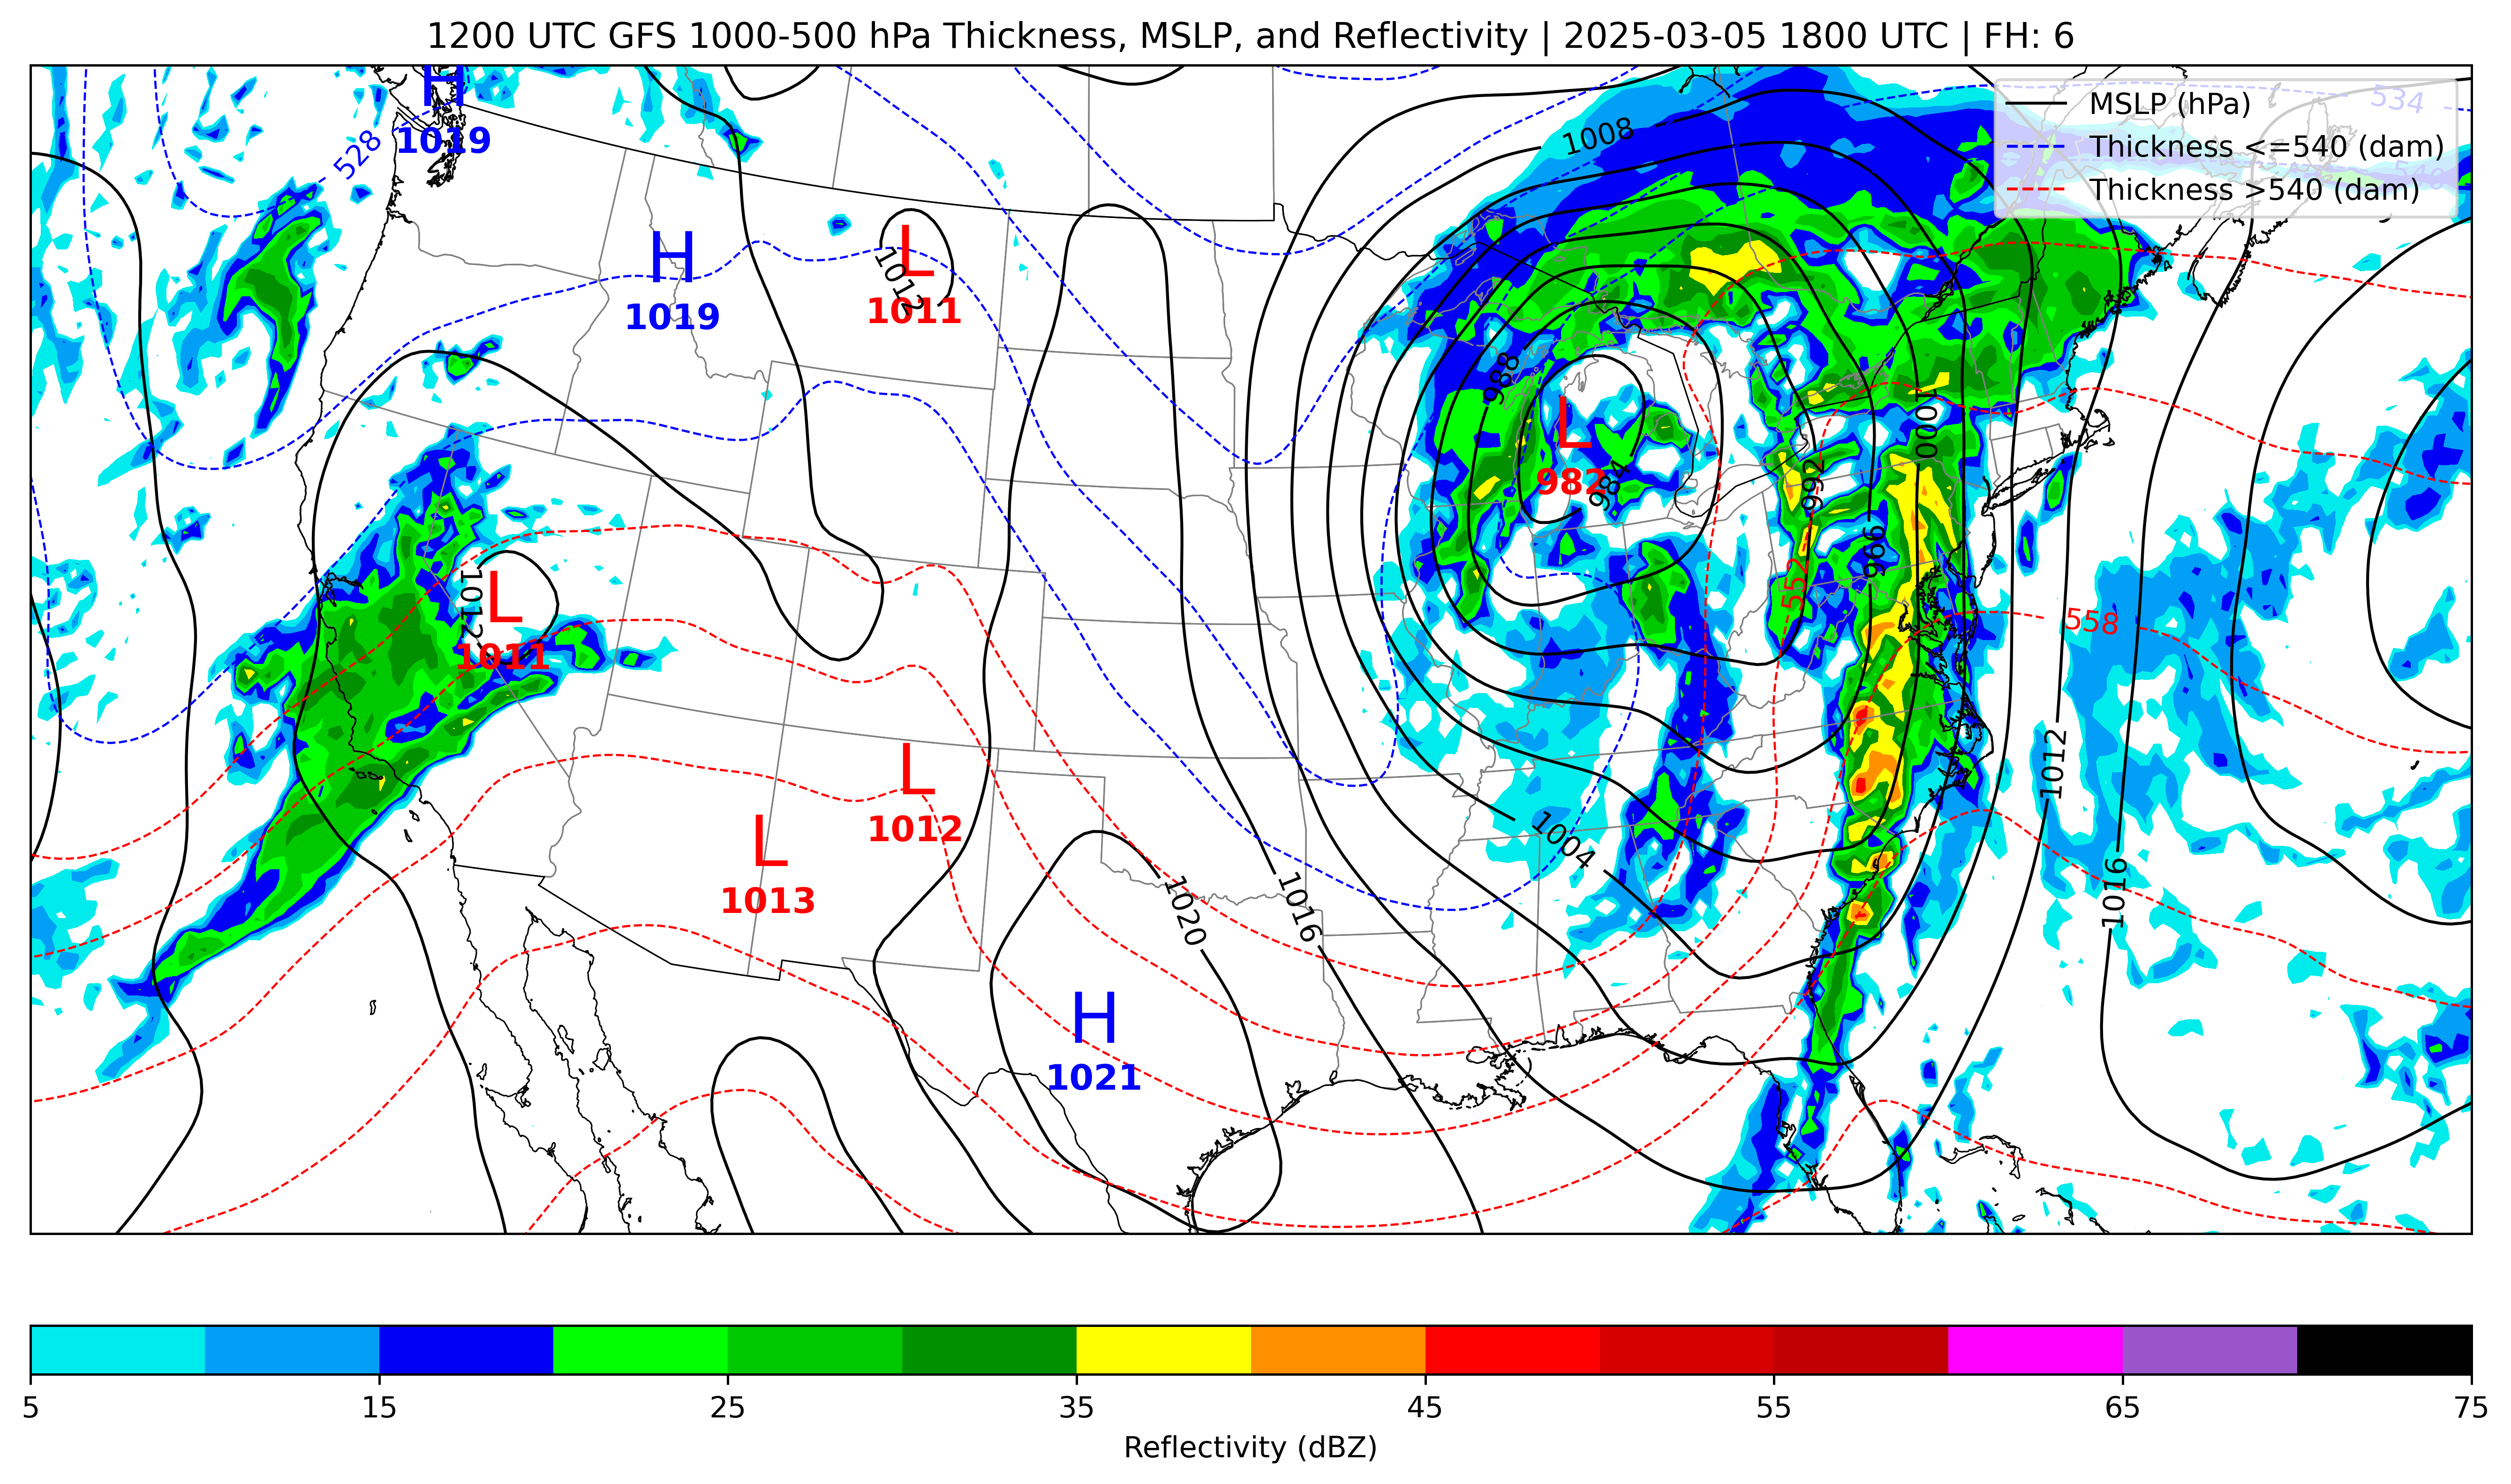 1200 UTC GFS 1000-500 hPa Thickness, MSLP, and Reflectivity | 2025-03-05 1800 UTC | FH: 6
MSLP (hPa)
Thickness <=540 (dam)
Thickness >540 (dam)
534
546
H
1019
528
1008
H
1019
L
1011
1012
988
L
982
984
1000
992
996
552
558
1012
L
1011
L
1012
L
1013
1004
1012
1016
1020
1016
H
1021
5 15 25 35 45 55 65 75
Reflectivity (dBZ)